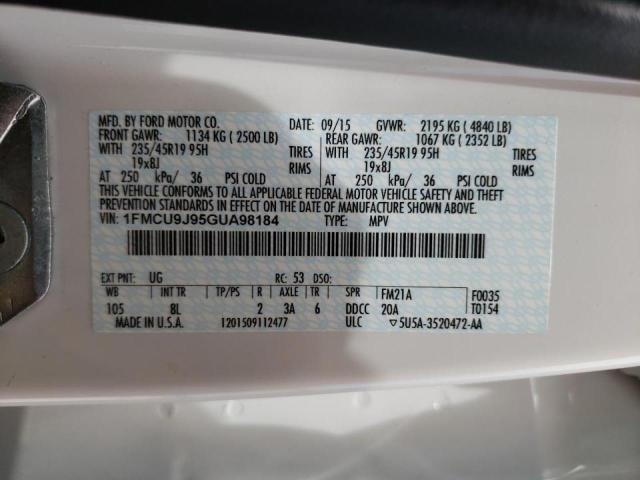 MFD. BY FORD MOTOR CO. DATE: 09/15 GVWR: 2195 KG ( 4840 LB)
FRONT GAWR: 1134 KG ( 2500 LB) REAR GAWR: 1067 KG ( 2352 LB)
WITH 235/45R19 95H TIRES WITH 235/45R19 95H TIRES
19x8J RIMS 19x8J RIMS
AT 250 kPa/ 36 PSI COLD AT 250 kPa/ 36 PSI COLD
THIS VEHICLE CONFORMS TO ALL APPLICABLE FEDERAL MOTOR VEHICLE SAFETY AND THEFT
PREVENTION STANDARDS IN EFFECT ON THE DATE OF MANUFACTURE SHOWN ABOVE.
VIN: 1FMCU9J95GUA98184 TYPE: MPV
EXT PNT: UG RC: 53 DSO:
WB INT TR TP/PS R AXLE TR SPR FM21A F0035
105 8L 2 3A 6 DDCC 20A T0154
MADE IN U.S.A. 1201509112477 ULC ▽5U5A-3520472-AA